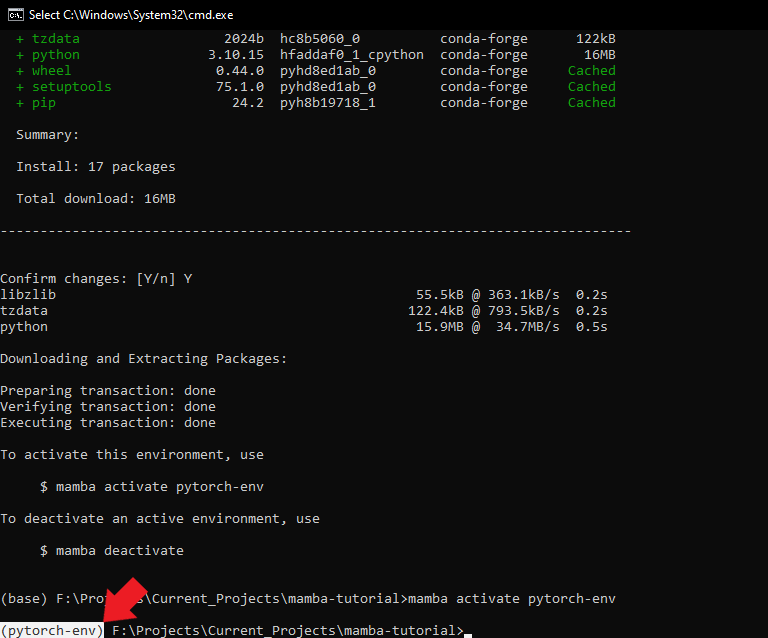 Select C:\Windows\System32\cmd.exe
+ tzdata 2024b hc8b5060_0 conda-forge 122kB
+ python 3.10.15 hfaddaf0_1_cpython conda-forge 16MB
+ wheel 0.44.0 pyhd8ed1ab_0 conda-forge Cached
+ setuptools 75.1.0 pyhd8ed1ab_0 conda-forge Cached
+ pip 24.2 pyh8b19718_1 conda-forge Cached
Summary:
Install: 17 packages
Total download: 16MB
-------------------------------------------------------------------------------
Confirm changes: [Y/n] Y
libzlib 55.5kB @ 363.1kB/s 0.2s
tzdata 122.4kB @ 793.5kB/s 0.2s
python 15.9MB @ 34.7MB/s 0.5s
Downloading and Extracting Packages:
Preparing transaction: done
Verifying transaction: done
Executing transaction: done
To activate this environment, use
$ mamba activate pytorch-env
To deactivate an active environment, use
$ mamba deactivate
(base) F:\Pro \Current_Projects\mamba-tutorial>mamba activate pytorch-env
(pytorch-env) F:\Projects\Current_Projects\mamba-tutorial>